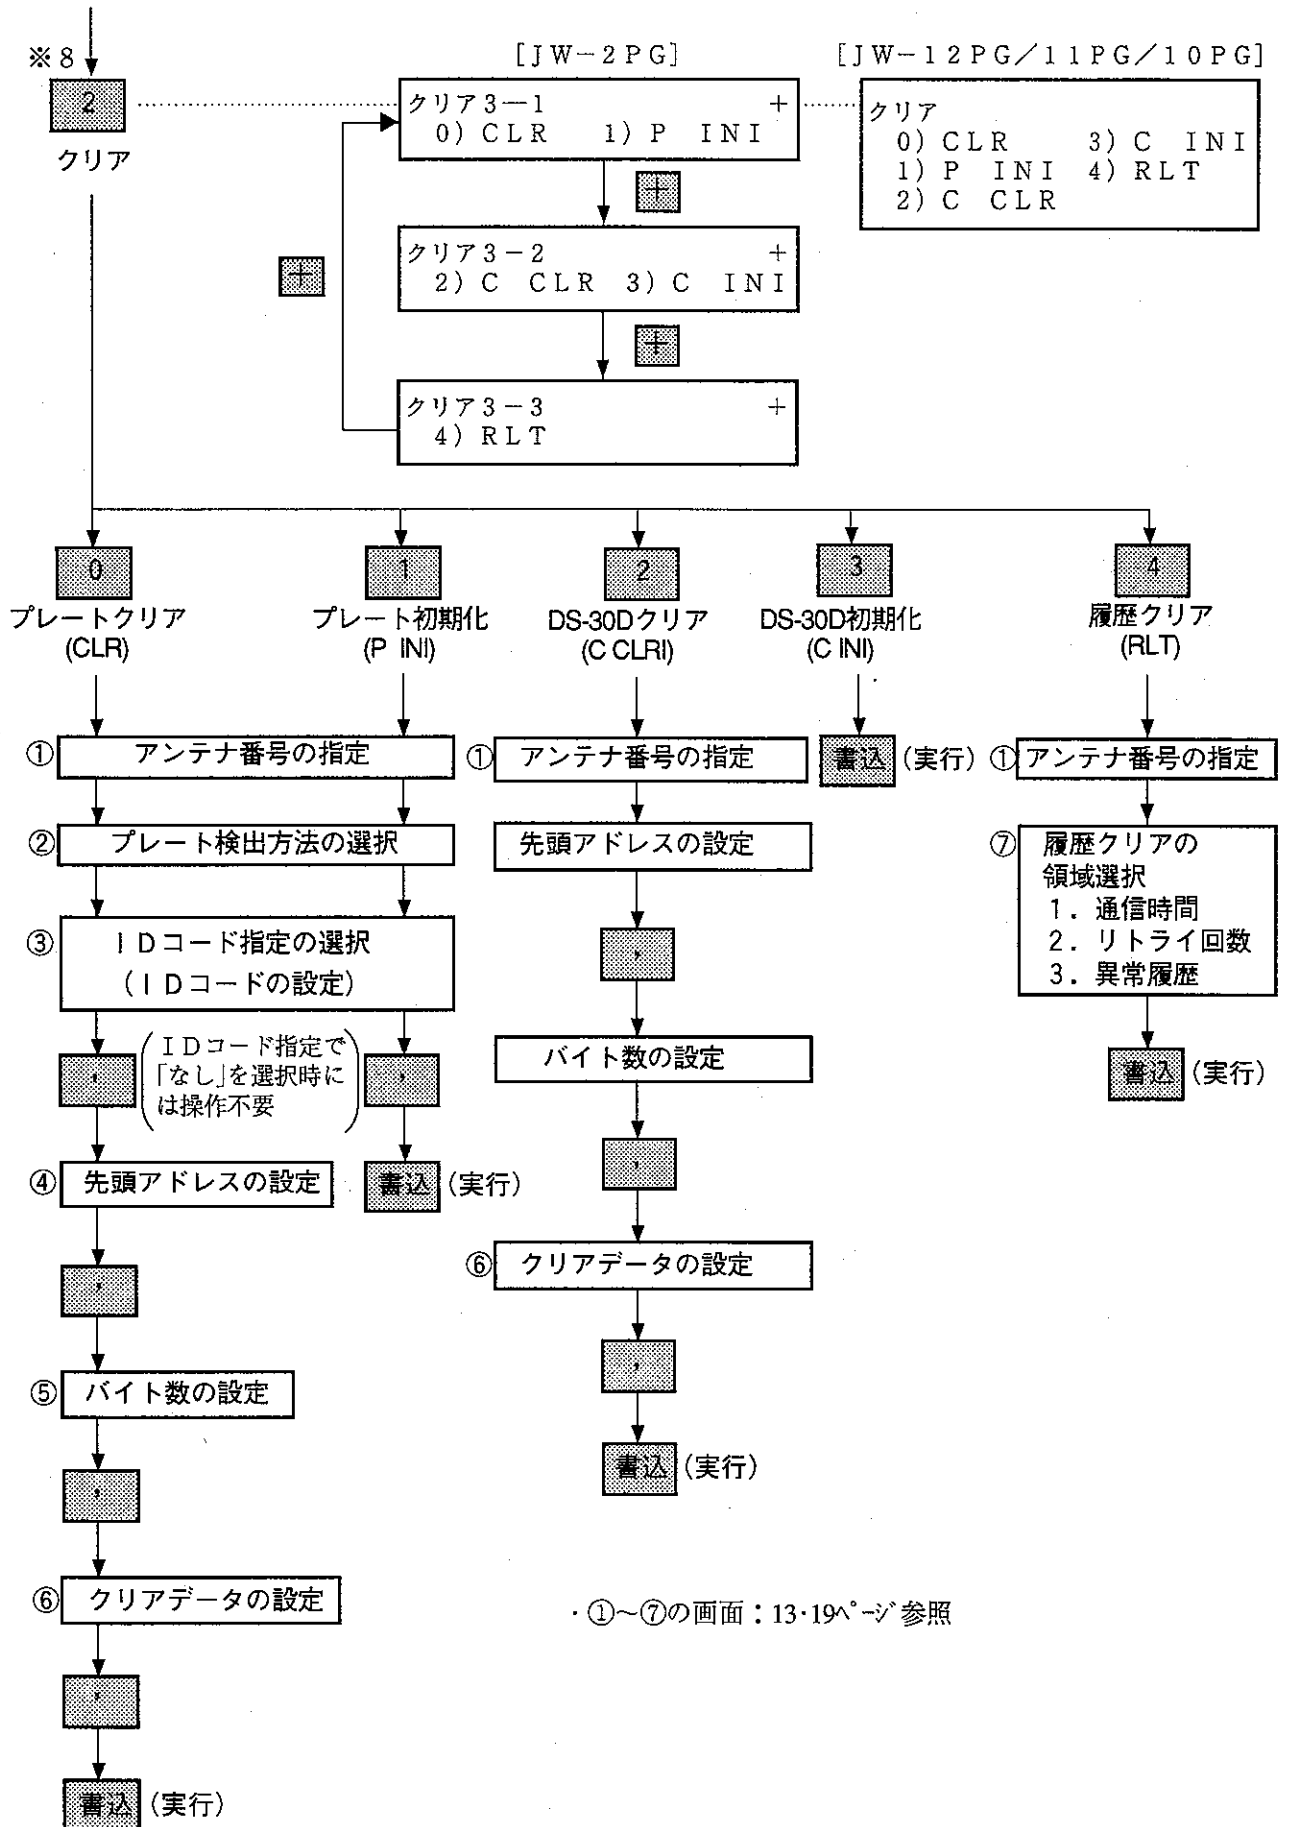 ※8
[JW-2PG]
[JW-12PG/11PG/10PG]
2
クリア
クリア3-1 +
0) CLR 1) P INI
クリア
0) CLR 3) C INI
1) P INI 4) RLT
2) C CLR
+
クリア3-2 +
2) C CLR 3) C INI
+
+
クリア3-3 +
4) RLT
0
プレートクリア
(CLR)
1
プレート初期化
(P INI)
2
DS-30Dクリア
(C CLRI)
3
DS-30D初期化
(C INI)
4
履歴クリア
(RLT)
① アンテナ番号の指定
② プレート検出方法の選択
③ IDコード指定の選択
(IDコードの設定)
,
(IDコード指定で
「なし」を選択時に
は操作不要)
,
書込 (実行)
④ 先頭アドレスの設定
,
⑤ バイト数の設定
,
⑥ クリアデータの設定
,
書込 (実行)
① アンテナ番号の指定
先頭アドレスの設定
,
バイト数の設定
,
⑥ クリアデータの設定
,
書込 (実行)
書込 (実行)
① アンテナ番号の指定
⑦ 履歴クリアの
領域選択
1. 通信時間
2. リトライ回数
3. 異常履歴
書込 (実行)
・①~⑦の画面:13・19ページ参照